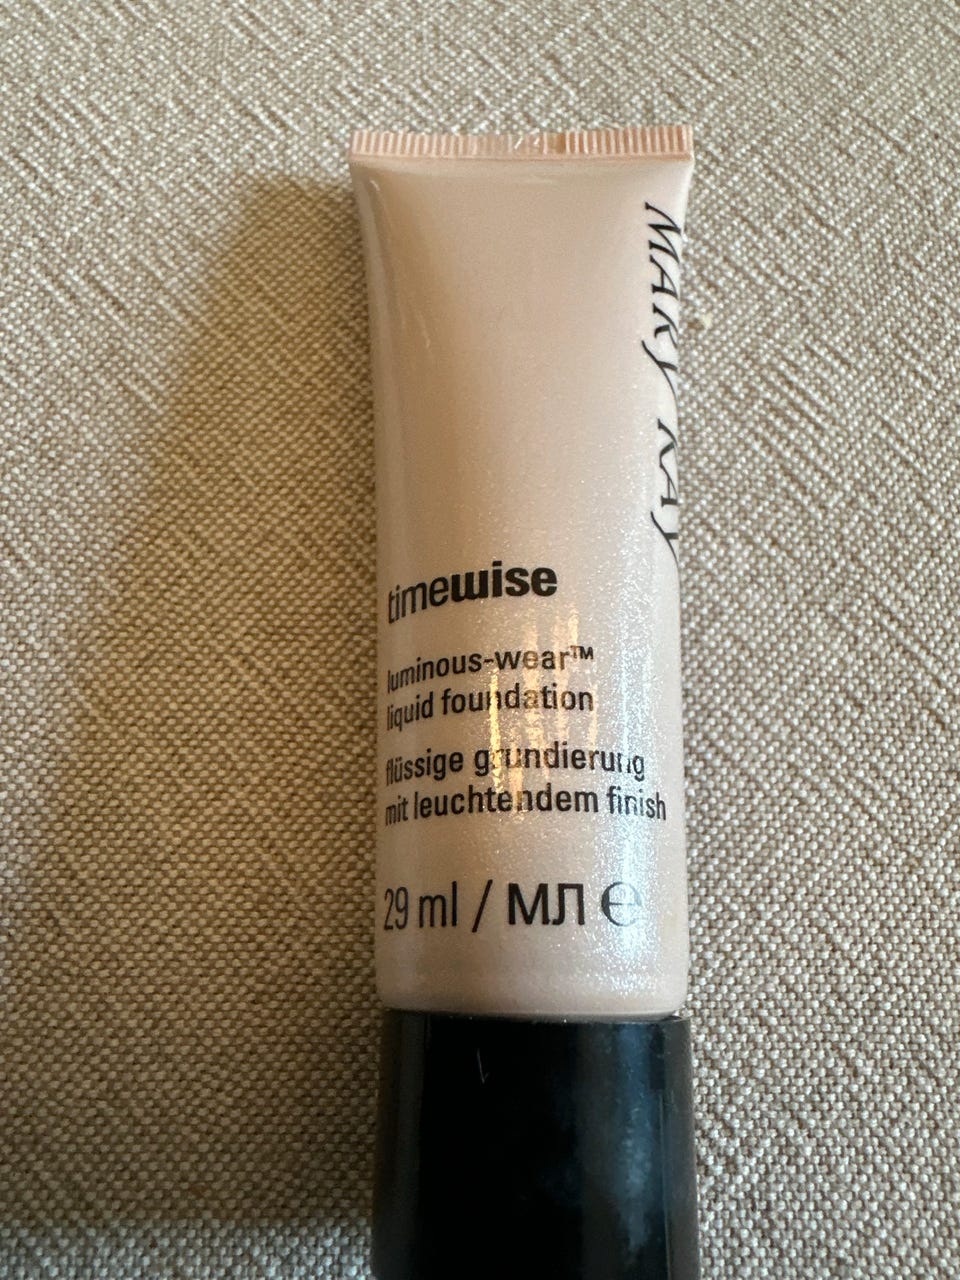 MARY KAY
timewise
luminous-wear™
liquid foundation
flüssige grundierung
mit leuchtendem finish
29 ml / МЛ ℮